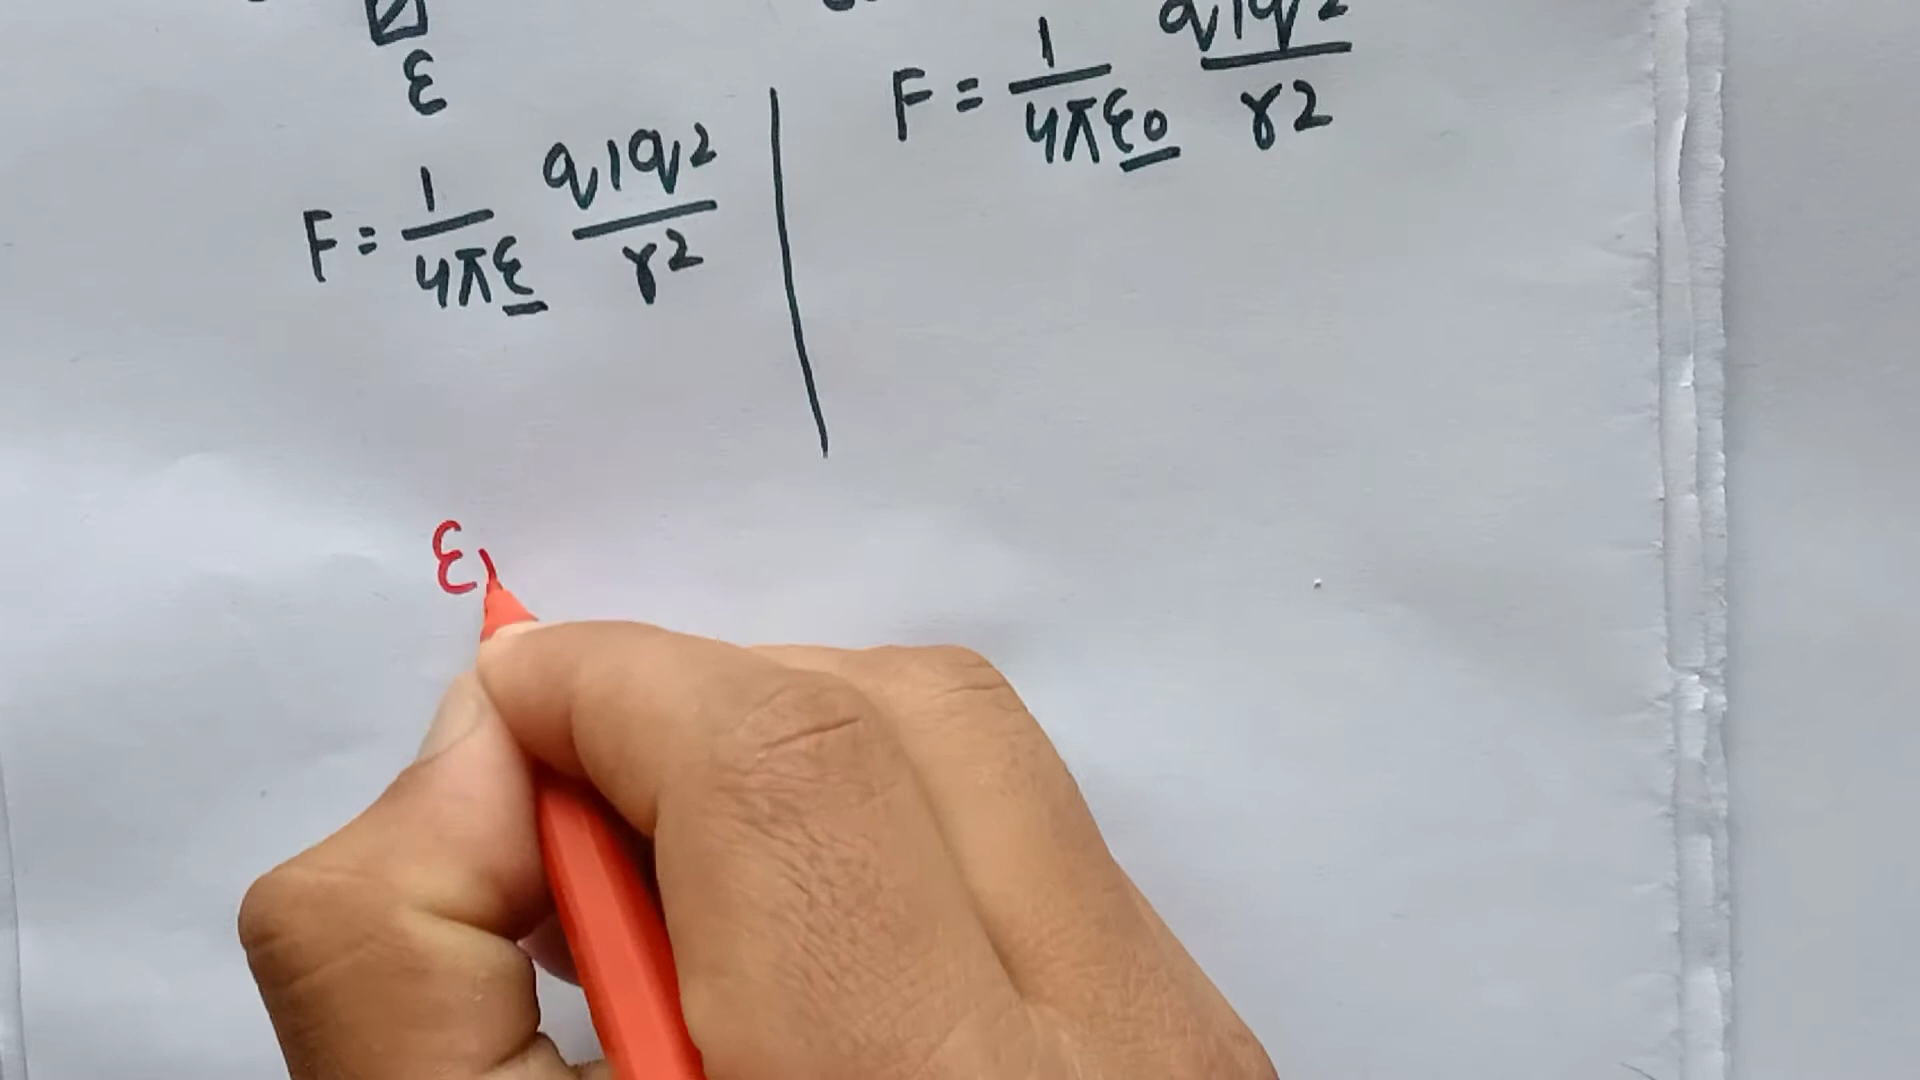 ε
F = 1/4πε q1q2/r2
F = 1/4πε0 q1q2/r2
ε